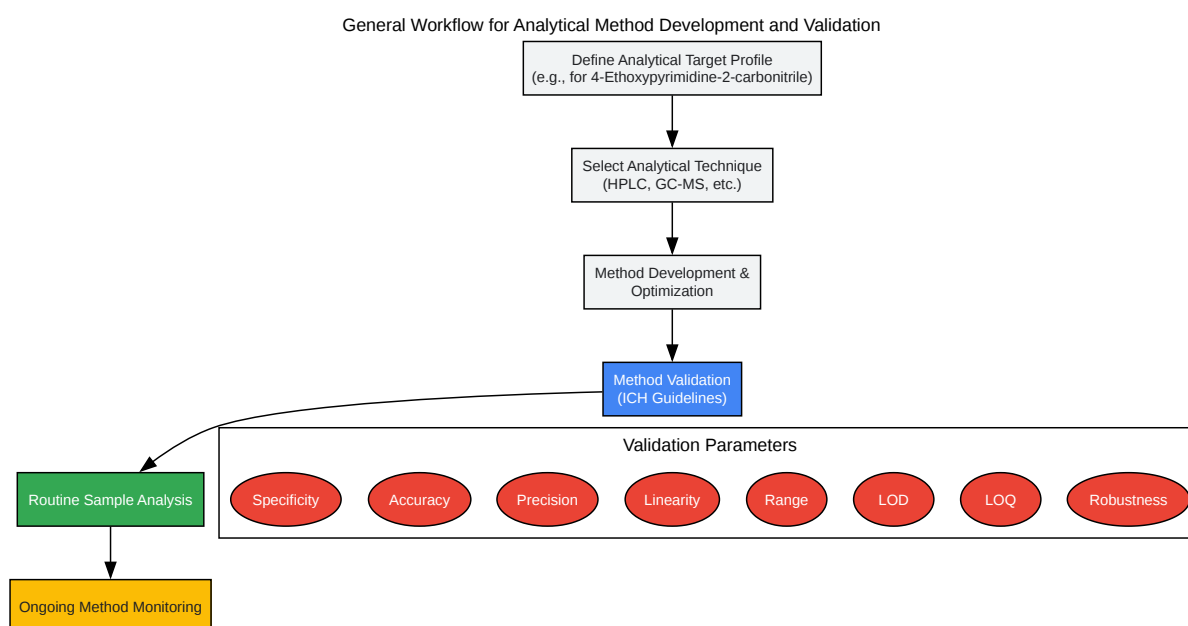 General Workflow for Analytical Method Development and Validation
Define Analytical Target Profile
(e.g., for 4-Ethoxypyrimidine-2-carbonitrile)
Select Analytical Technique
(HPLC, GC-MS, etc.)
Method Development &
Optimization
Method Validation
(ICH Guidelines)
Validation Parameters
Specificity
Accuracy
Precision
Linearity
Range
LOD
LOQ
Robustness
Routine Sample Analysis
Ongoing Method Monitoring